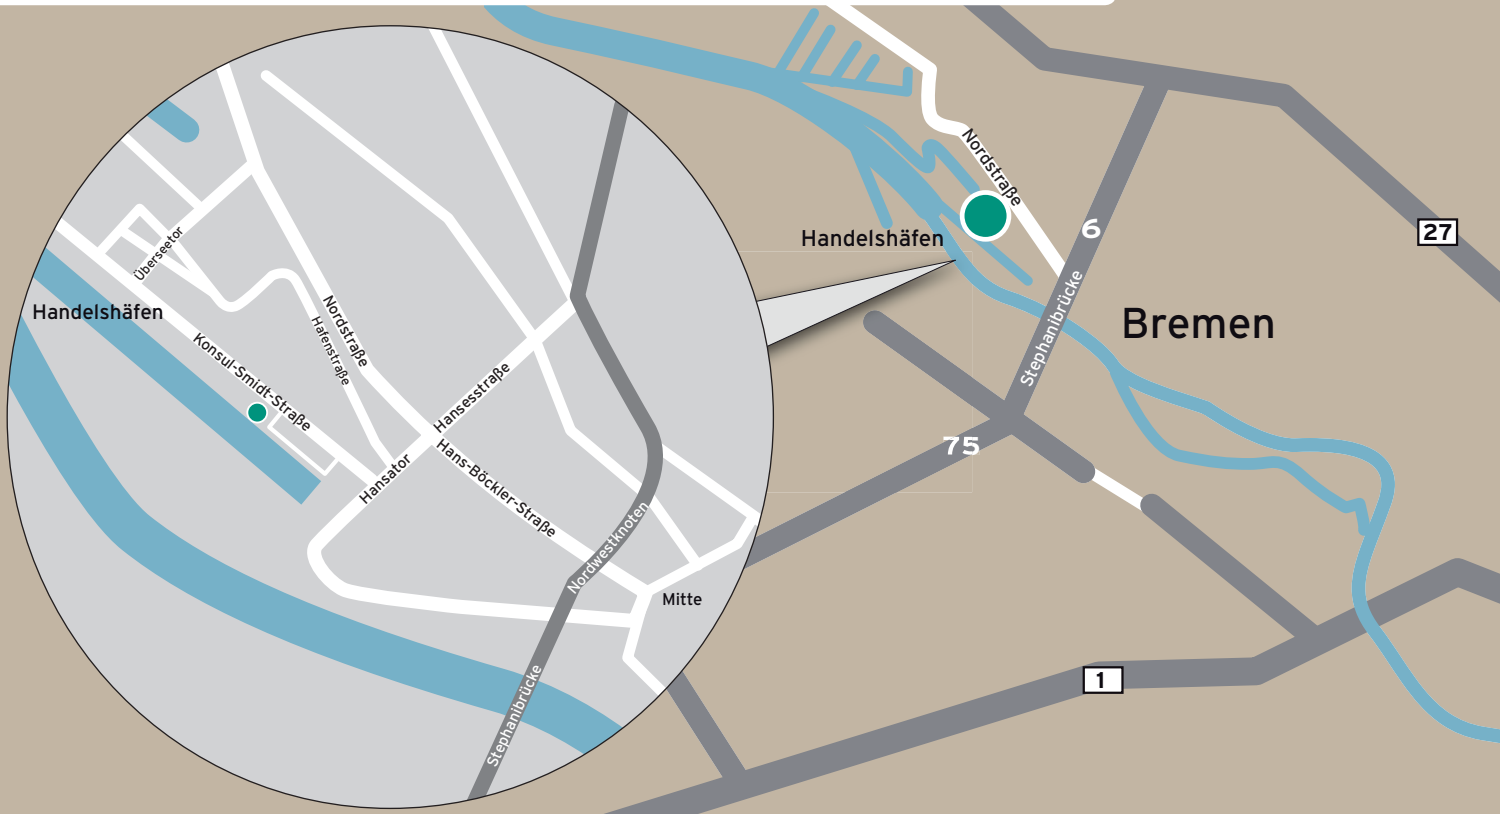 Nordstraße
6
27
Handelshäfen
Stephanibrücke
Bremen
75
1
Überseetor
Handelshäfen
Nordstraße
Hafenstraße
Konsul-Smidt-Straße
Hansesstraße
Hansator
Hans-Böckler-Straße
Nordwestknoten
Mitte
Stephanibrücke